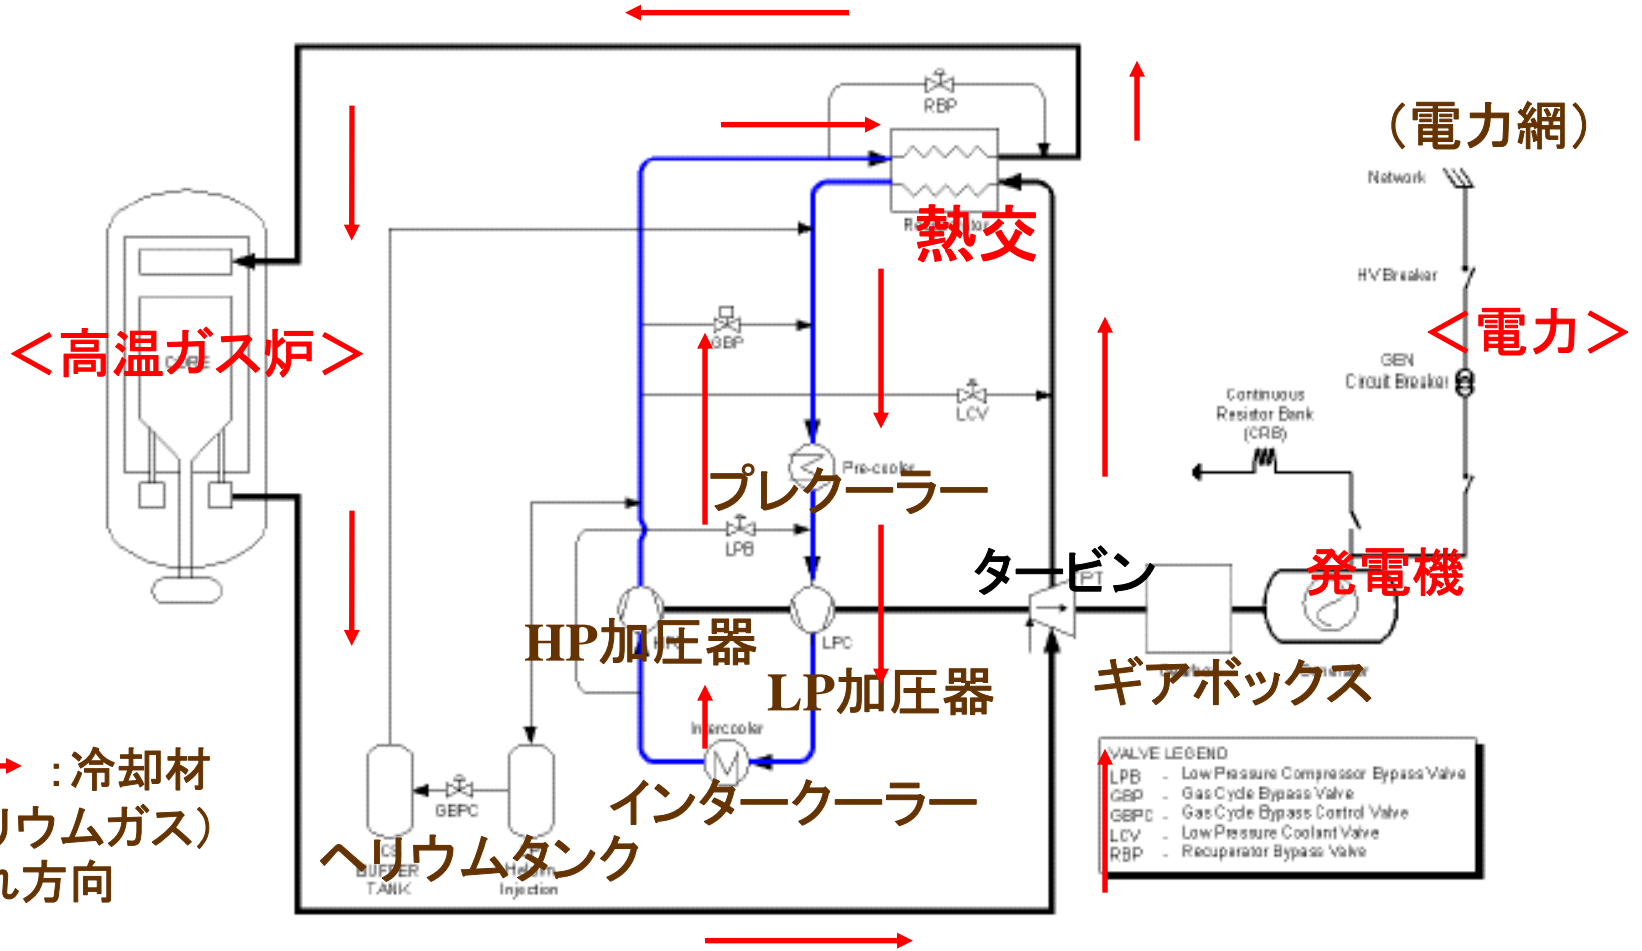 RBP
（電力網）
Network
熱交
HV Breaker
＜高温ガス炉＞
GBP
＜電力＞
GEN
Circuit Breaker
LCV
Continuous
Resistor Bank
(CRB)
Pre-cooler
プレクーラー
LPB
タービン
発電機
HP加圧器
LPC
LP加圧器
ギアボックス
Intercooler
インタークーラー
：冷却材
リウムガス）
れ方向
GBPC
ヘリウムタンク
BUFFER
TANK
Helium
Injection
VALVE LEGEND
LPB - Low Pressure Compressor Bypass Valve
GBP - Gas Cycle Bypass Valve
GBPC - Gas Cycle Bypass Control Valve
LCV - Low Pressure Coolant Valve
RBP - Recuperator Bypass Valve